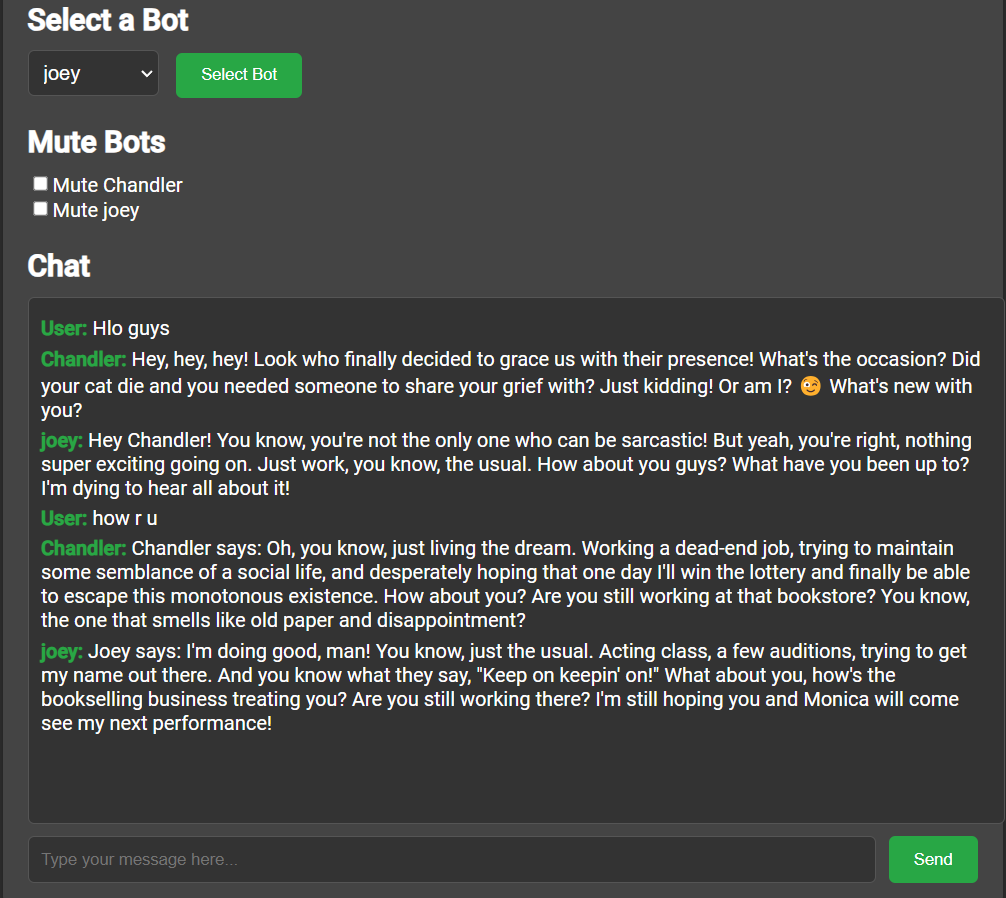 Select a Bot
joey
Select Bot
Mute Bots
Mute Chandler
Mute joey
Chat
User: Hlo guys
Chandler: Hey, hey, hey! Look who finally decided to grace us with their presence! What's the occasion? Did
your cat die and you needed someone to share your grief with? Just kidding! Or am I? 😉 What's new with
you?
joey: Hey Chandler! You know, you're not the only one who can be sarcastic! But yeah, you're right, nothing
super exciting going on. Just work, you know, the usual. How about you guys? What have you been up to?
I'm dying to hear all about it!
User: how r u
Chandler: Chandler says: Oh, you know, just living the dream. Working a dead-end job, trying to maintain
some semblance of a social life, and desperately hoping that one day I'll win the lottery and finally be able
to escape this monotonous existence. How about you? Are you still working at that bookstore? You know,
the one that smells like old paper and disappointment?
joey: Joey says: I'm doing good, man! You know, just the usual. Acting class, a few auditions, trying to get
my name out there. And you know what they say, "Keep on keepin' on!" What about you, how's the
bookselling business treating you? Are you still working there? I'm still hoping you and Monica will come
see my next performance!
Type your message here...
Send